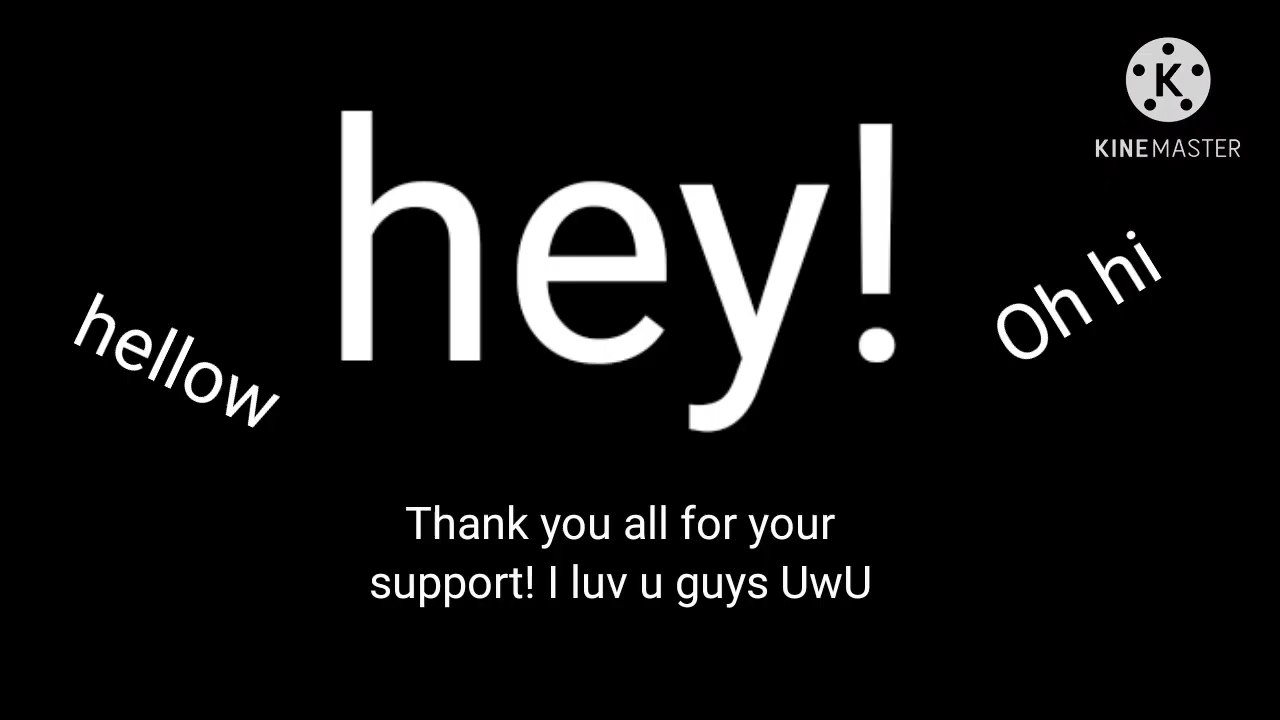 K
KINEMASTER
hey!
hellow
Oh hi
Thank you all for your
support! I luv u guys UwU